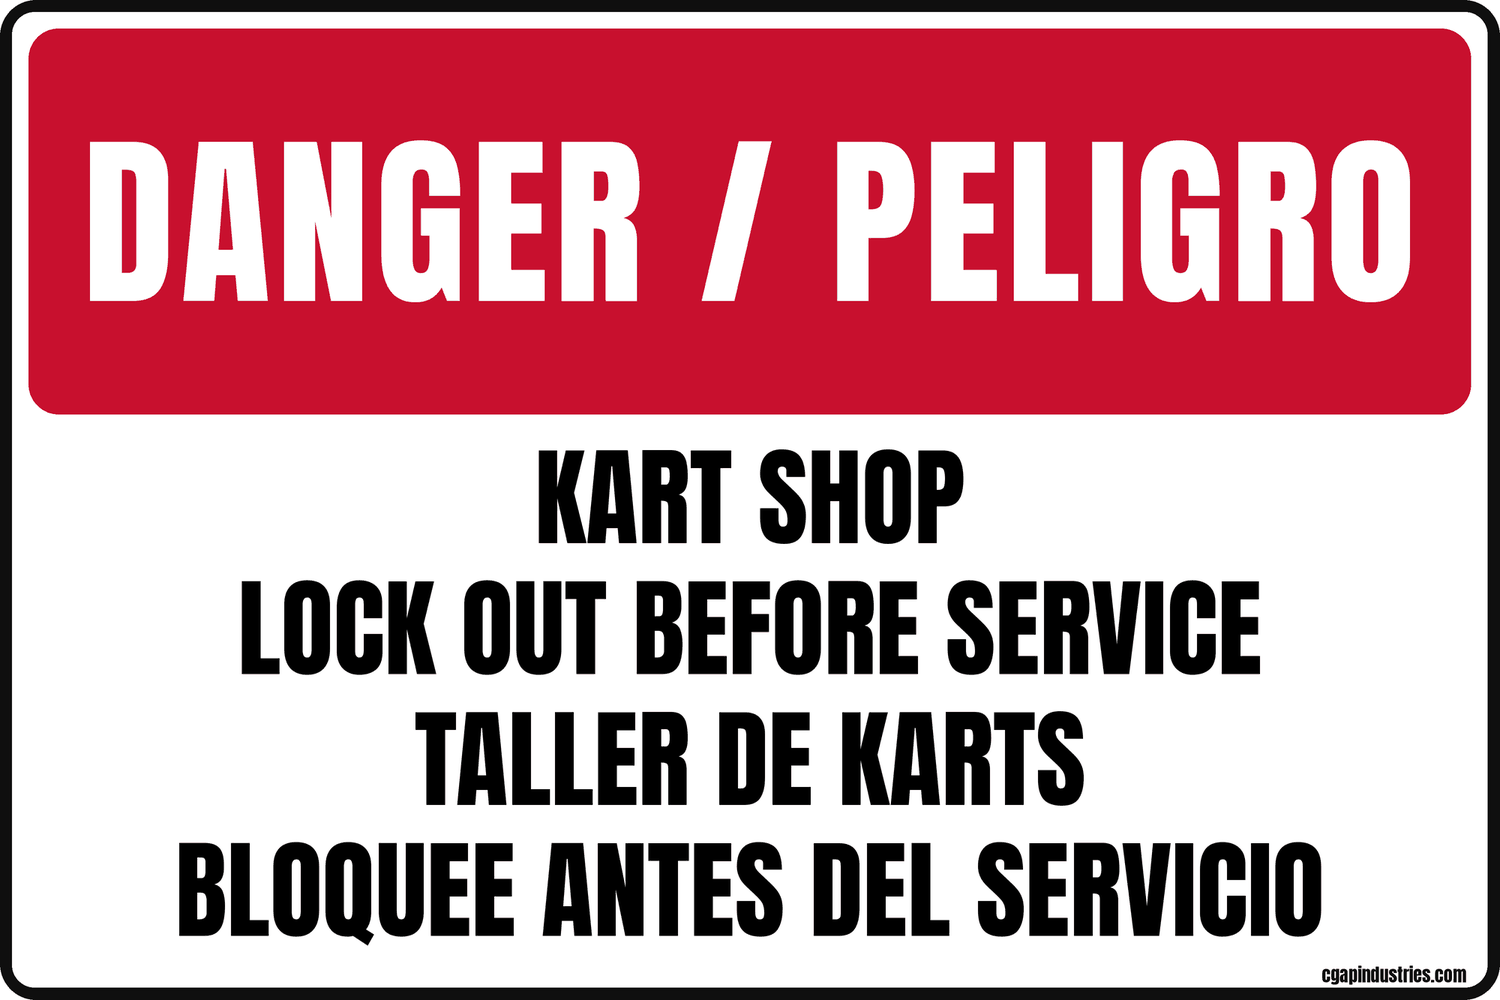 DANGER / PELIGRO
KART SHOP
LOCK OUT BEFORE SERVICE
TALLER DE KARTS
BLOQUEE ANTES DEL SERVICIO
cgapindustries.com